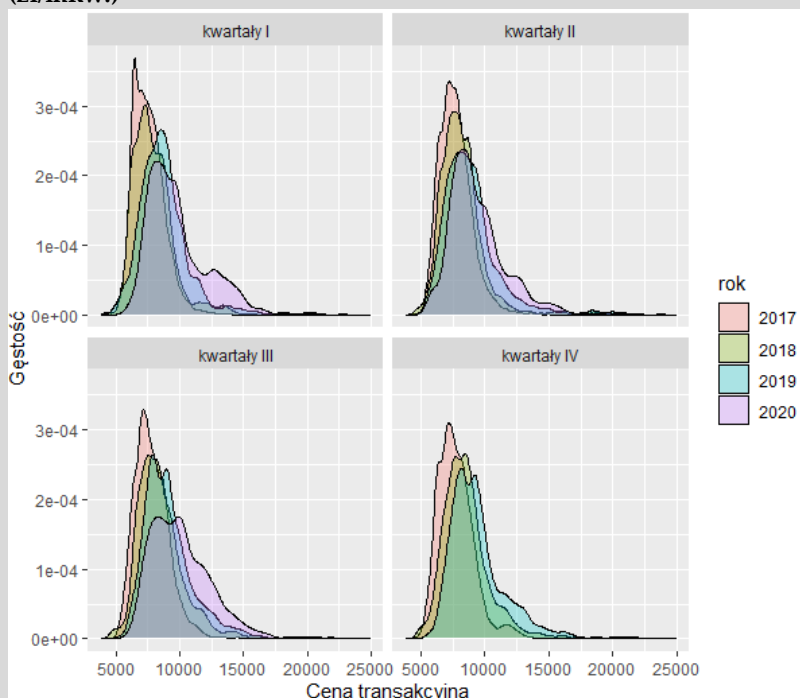 (zł/mkw.)
kwartały I
kwartały II
3e-04
2e-04
1e-04
0e+00
kwartały III
kwartały IV
3e-04
2e-04
1e-04
0e+00
5000 10000 15000 20000 25000 5000 10000 15000 20000 25000
Cena transakcyjna
Gęstość
rok
2017
2018
2019
2020